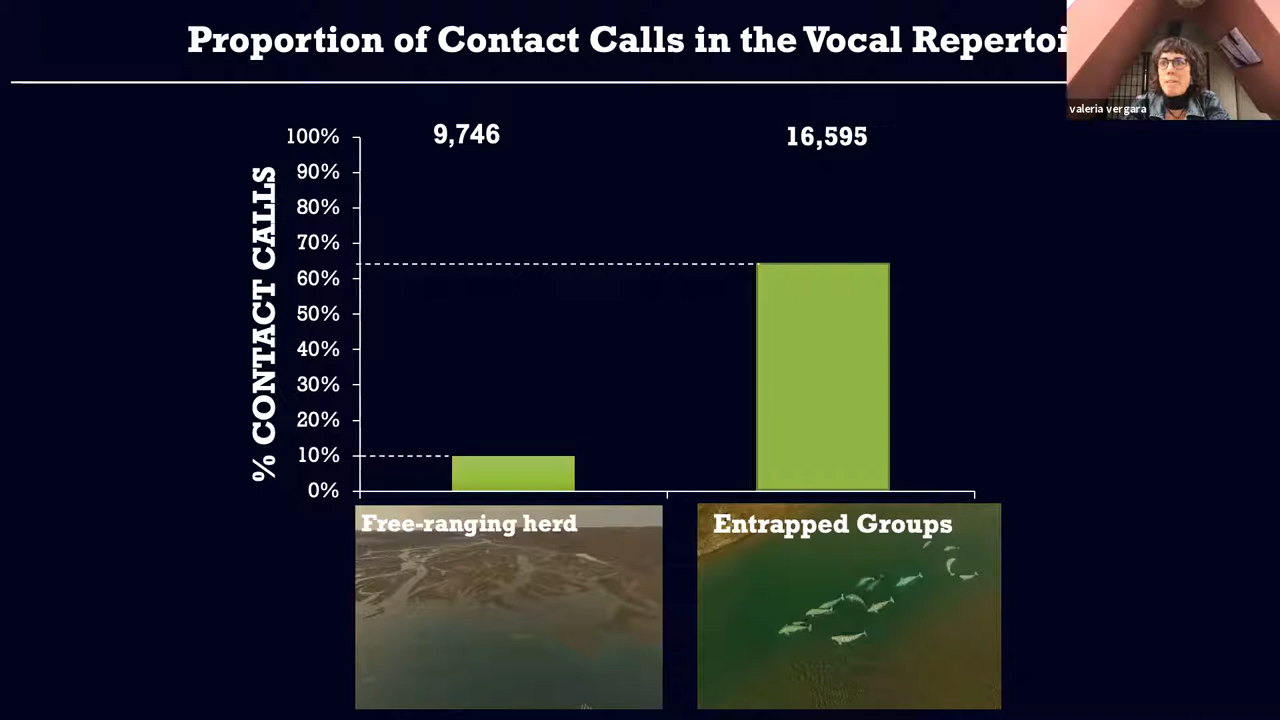 Proportion of Contact Calls in the Vocal
valeria vergara
9,746
16,595
% CONTACT CALLS
100%
90%
80%
70%
60%
50%
40%
30%
20%
10%
0%
Free-ranging herd
Entrapped Groups